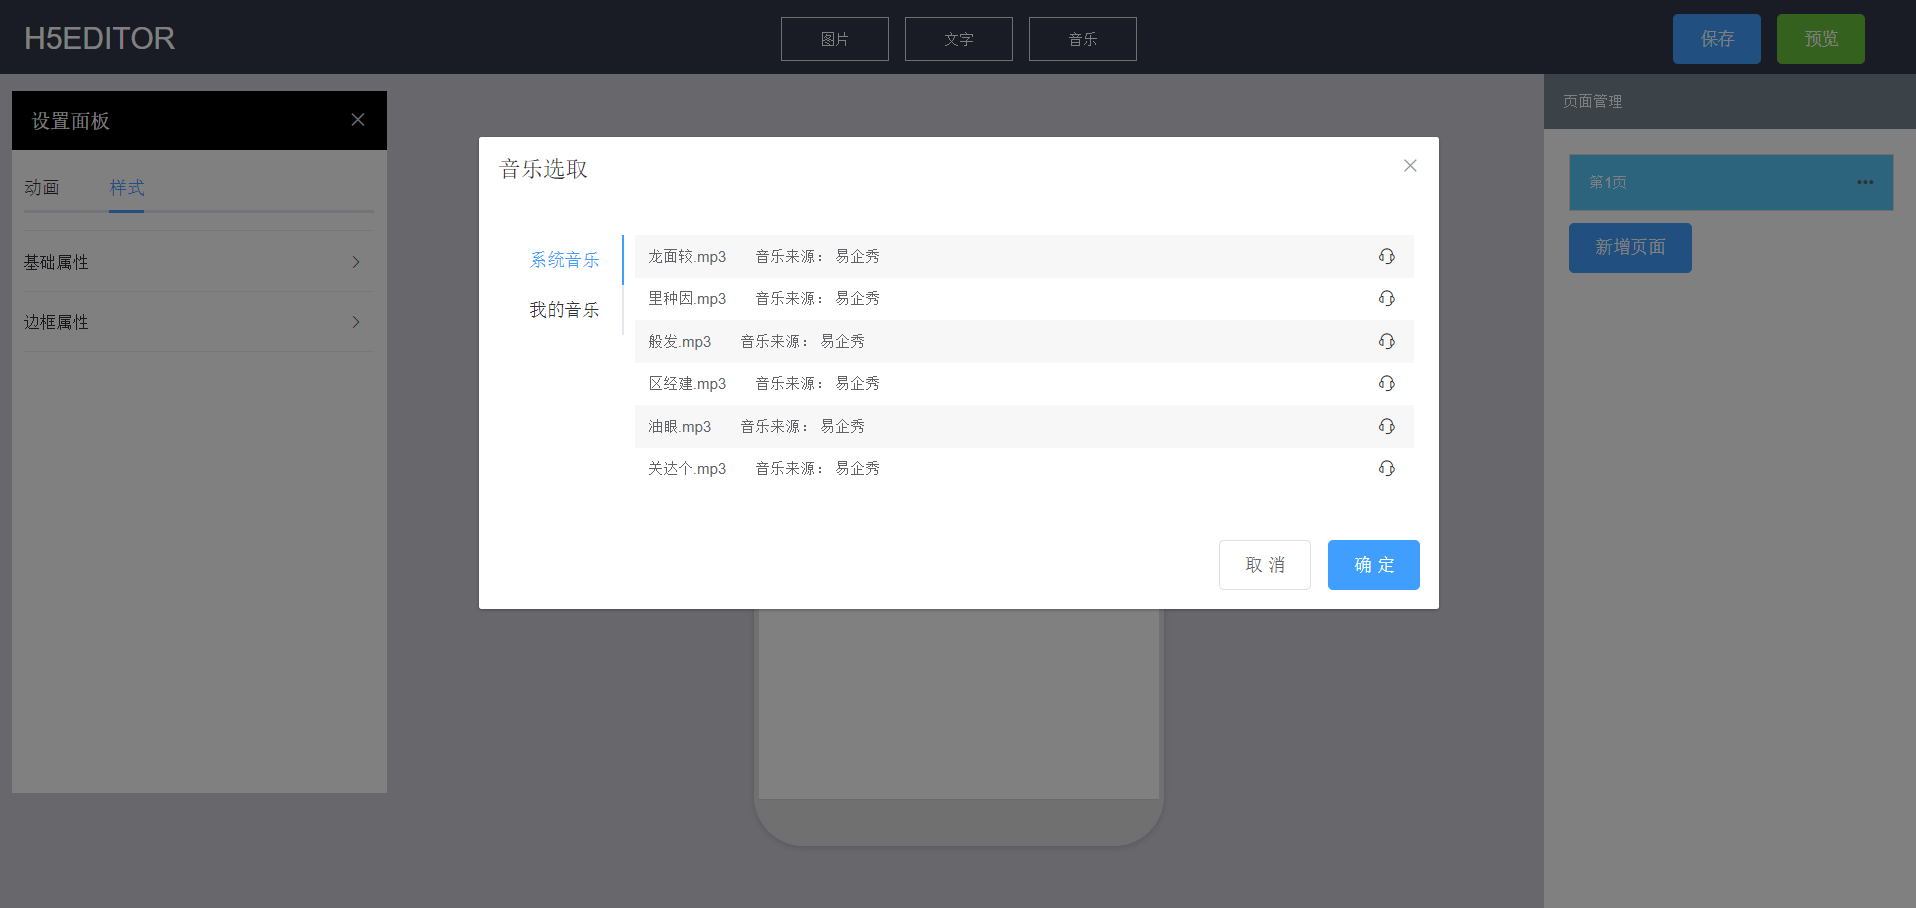 H5EDITOR
图片 文字 音乐
保存 预览
设置面板
动画 样式
基础属性
边框属性
音乐选取
系统音乐
我的音乐
龙面较.mp3 音乐来源： 易企秀
里种因.mp3 音乐来源： 易企秀
般发.mp3 音乐来源： 易企秀
区经建.mp3 音乐来源： 易企秀
油眼.mp3 音乐来源： 易企秀
关达个.mp3 音乐来源： 易企秀
取 消 确 定
页面管理
第1页
新增页面